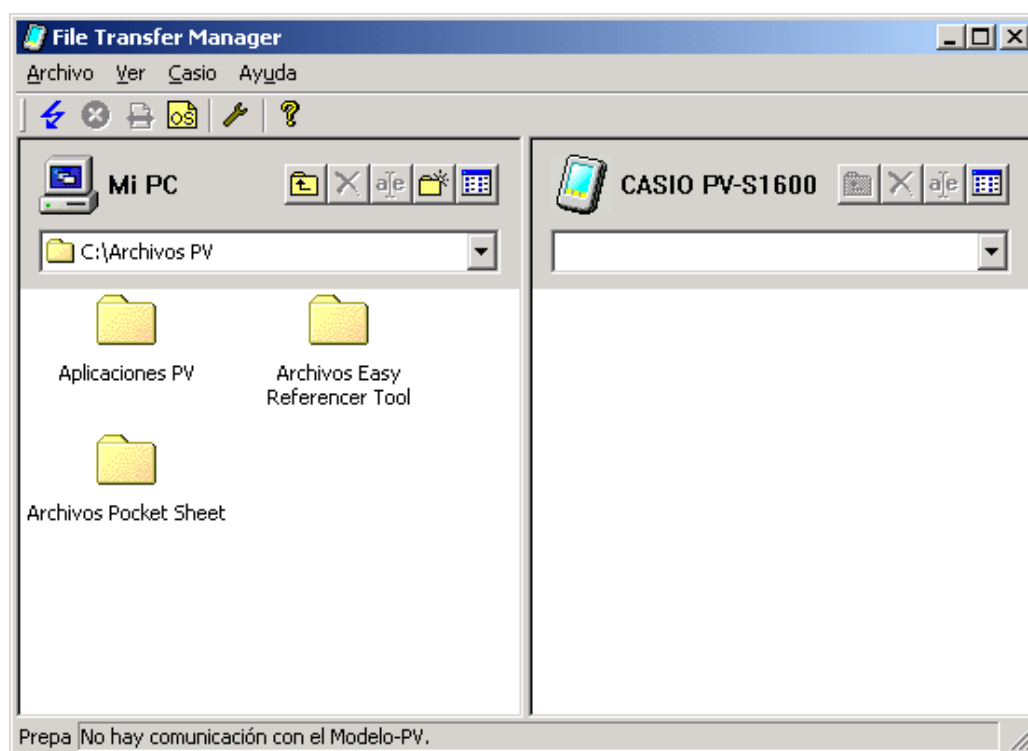 File Transfer Manager
Archivo Ver Casio Ayuda
OS
Mi PC
a e
C:\Archivos PV
Aplicaciones PV
Archivos Easy
Referencer Tool
Archivos Pocket Sheet
CASIO PV-S1600
a e
Prepa No hay comunicación con el Modelo-PV.